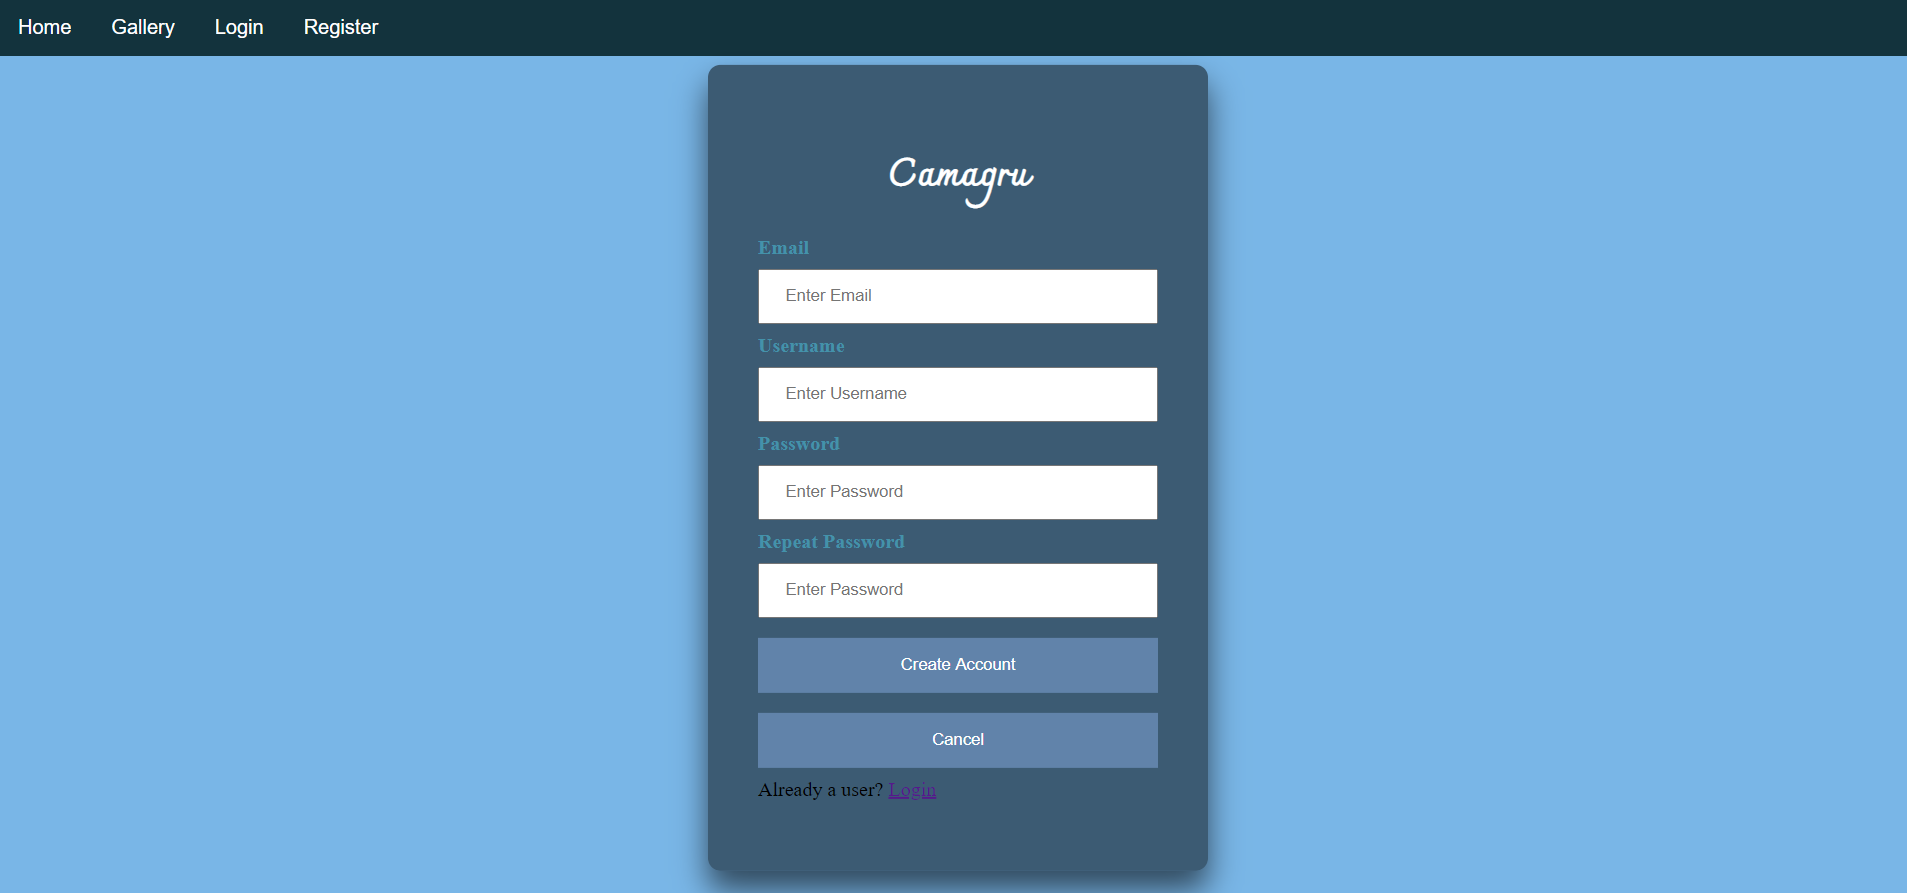 Home Gallery Login Register
Camagru
Email
Enter Email
Username
Enter Username
Password
Enter Password
Repeat Password
Enter Password
Create Account
Cancel
Already a user? Login